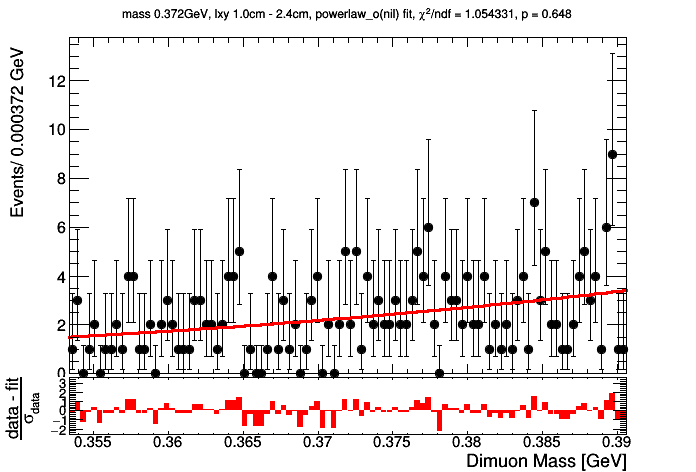 mass 0.372GeV, lxy 1.0cm - 2.4cm, powerlaw_o(nil) fit, χ²/ndf = 1.054331, p = 0.648
Events/ 0.000372 GeV
12
10
8
6
4
2
0
data - fit
σdata
3
2
1
0
−1
−2
0.355 0.36 0.365 0.37 0.375 0.38 0.385 0.39
Dimuon Mass [GeV]